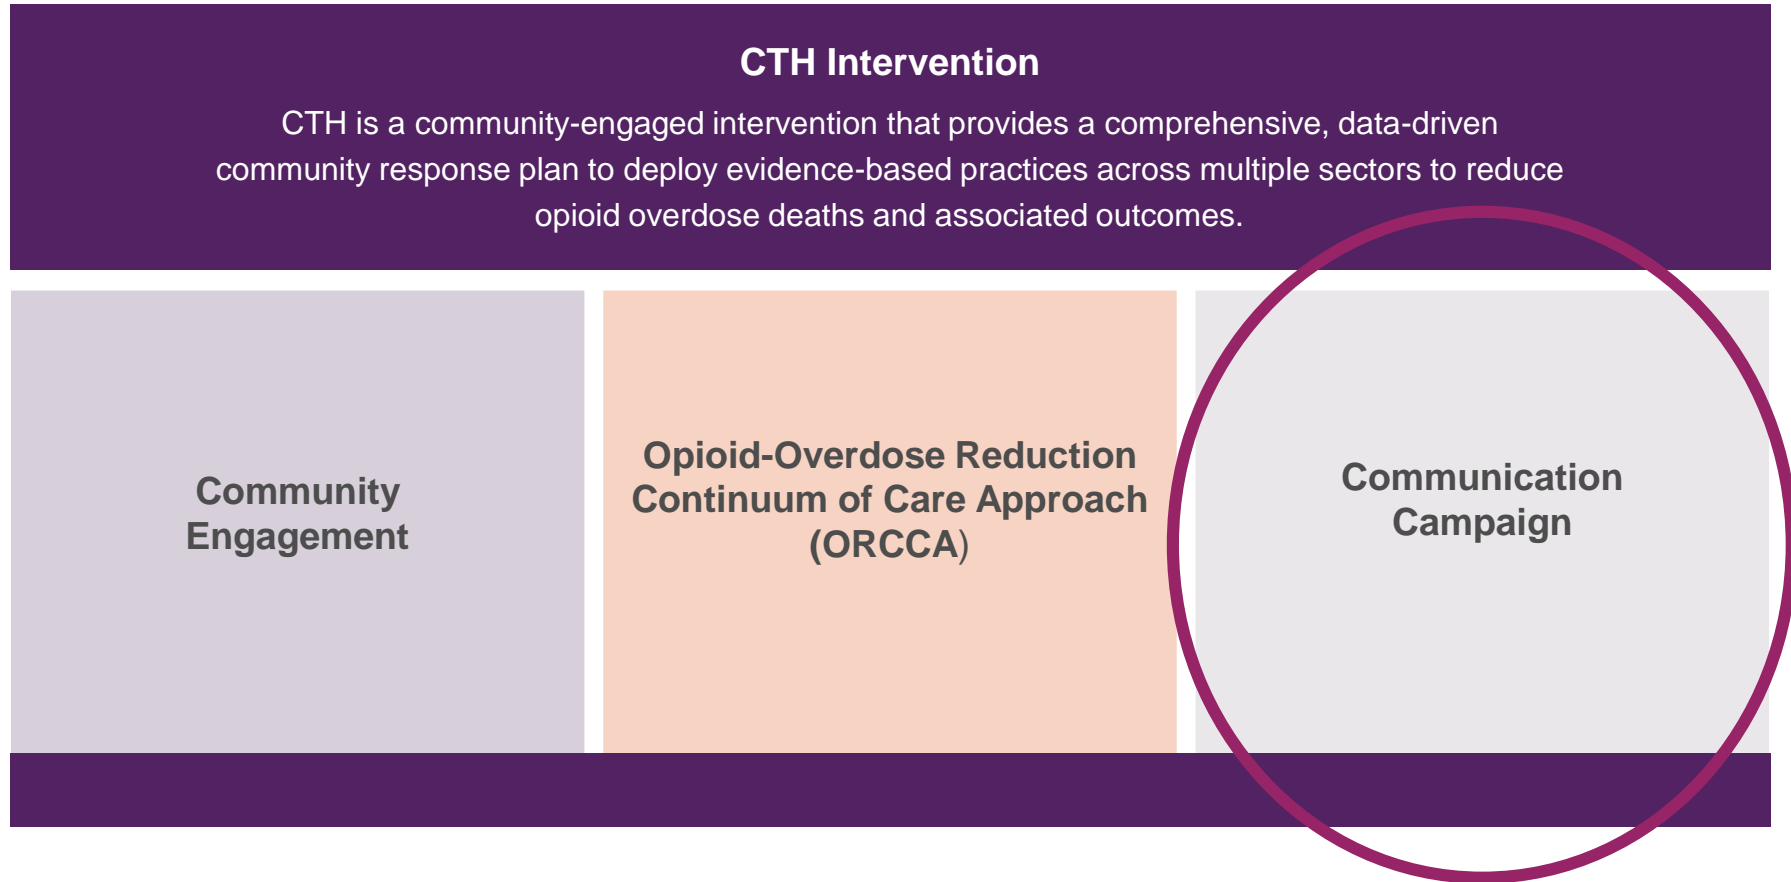 CTH Intervention
CTH is a community-engaged intervention that provides a comprehensive, data-driven
community response plan to deploy evidence-based practices across multiple sectors to reduce
opioid overdose deaths and associated outcomes.
Community
Engagement
Opioid-Overdose Reduction
Continuum of Care Approach
(ORCCA)
Communication
Campaign